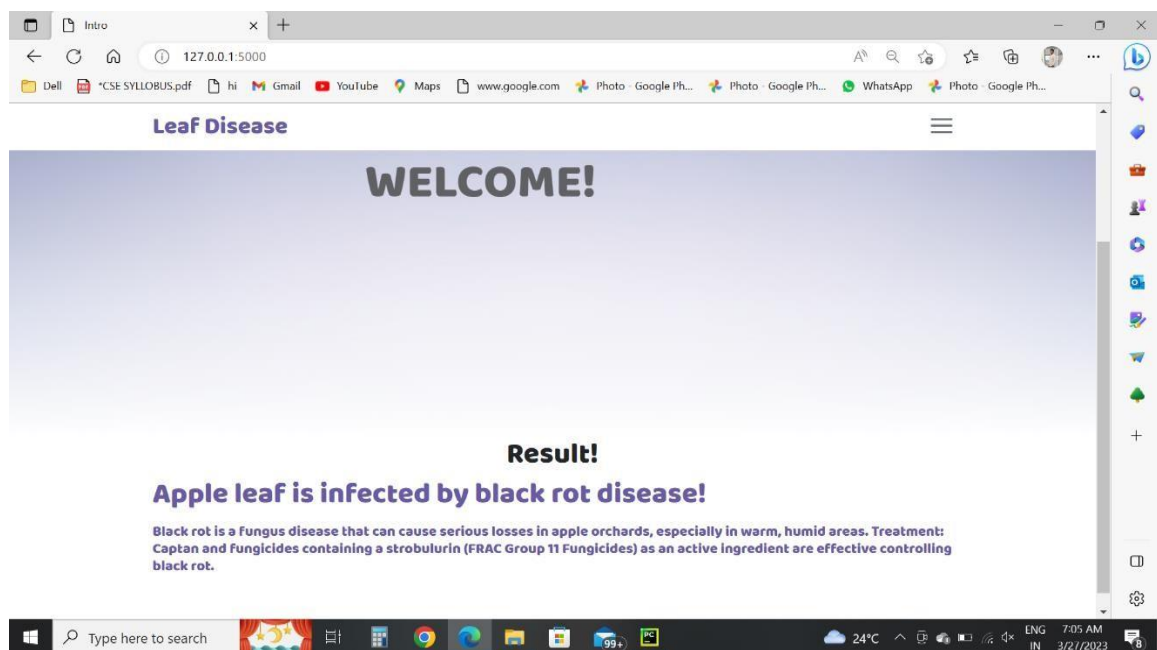 Intro
127.0.0.1:5000
Dell *CSE SYLLOBUS.pdf hi Gmail YouTube Maps www.google.com Photo - Google Ph... Photo - Google Ph... WhatsApp Photo - Google Ph...
Leaf Disease
WELCOME!
Result!
Apple leaf is infected by black rot disease!
Black rot is a fungus disease that can cause serious losses in apple orchards, especially in warm, humid areas. Treatment:
Captan and fungicides containing a strobulurin (FRAC Group 11 Fungicides) as an active ingredient are effective controlling
black rot.
Type here to search 99+ PC 24°C ENG 7:05 AM
IN 3/27/2023 8